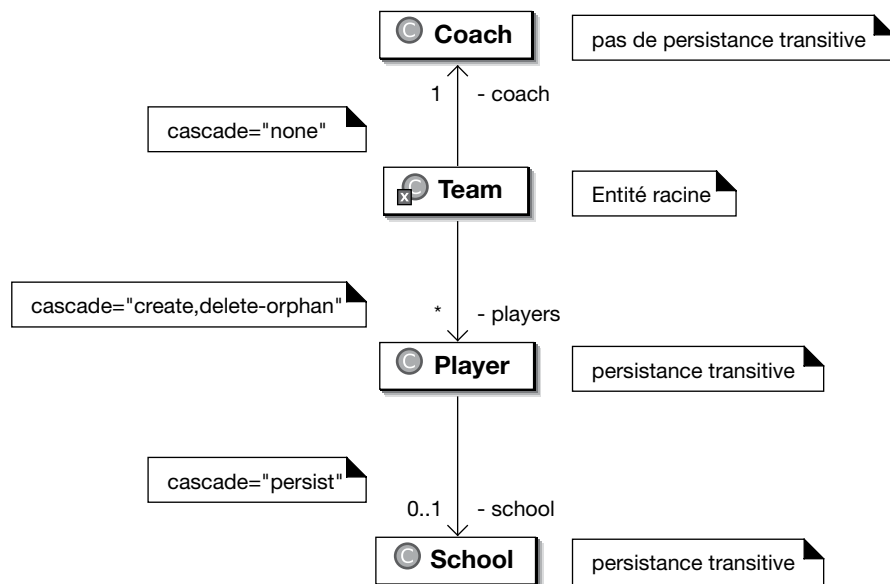 C Coach
pas de persistance transitive
1 - coach
cascade="none"
C x Team
Entité racine
cascade="create,delete-orphan"
* - players
C Player
persistance transitive
cascade="persist"
0..1 - school
C School
persistance transitive